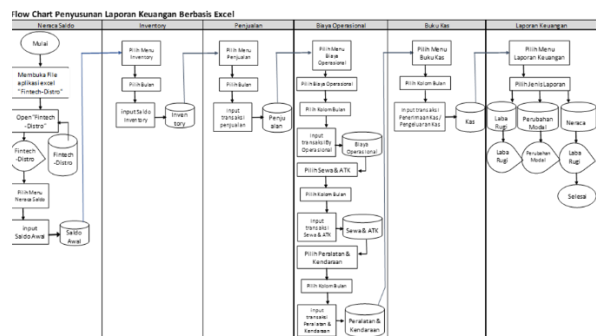 Flow Chart Penyusunan Laporan Keuangan Berbasis Excel
Neraca Saldo
Inventory
Penjualan
Biaya Operasional
Buku Kas
Laporan Keuangan
Mulai
Membuka File
aplikasi excel
"Fintech-Distro"
Open "Fintech
-Distro"
Fintech
-Distro
Fintech
-Distro
Pilih Menu
Neraca Saldo
Input
Saldo Awal
Saldo
Awal
Pilih Menu
Inventory
Pilih Bulan
Input Saldo
Inventory
Inven
tory
Pilih Menu
Penjualan
Pilih Bulan
Input
transaksi
penjualan
Penju
alan
Pilih Menu
Biaya
Operasional
Pilih Biaya Operasional
Pilih Kolom Bulan
Input
transaksi By
Operasional
Biaya
Operasional
Pilih Sewa & ATK
Pilih Kolom Bulan
Input
transaksi
Sewa & ATK
Sewa & ATK
Pilih Peralatan &
Kendaraan
Pilih Kolom Bulan
Input
transaksi
Peralatan &
Kendaraan
Peralatan &
Kendaraan
Pilih Menu
Buku Kas
Pilih Kolom Bulan
Input transaksi
Penerimaan Kas /
Pengeluaran Kas
Kas
Pilih Menu
Laporan Keuangan
Pilih Jenis Laporan
Laba
Rugi
Perubahan
Model
Neraca
Laba
Rugi
Perubahan
Model
Laba
Rugi
Selesai